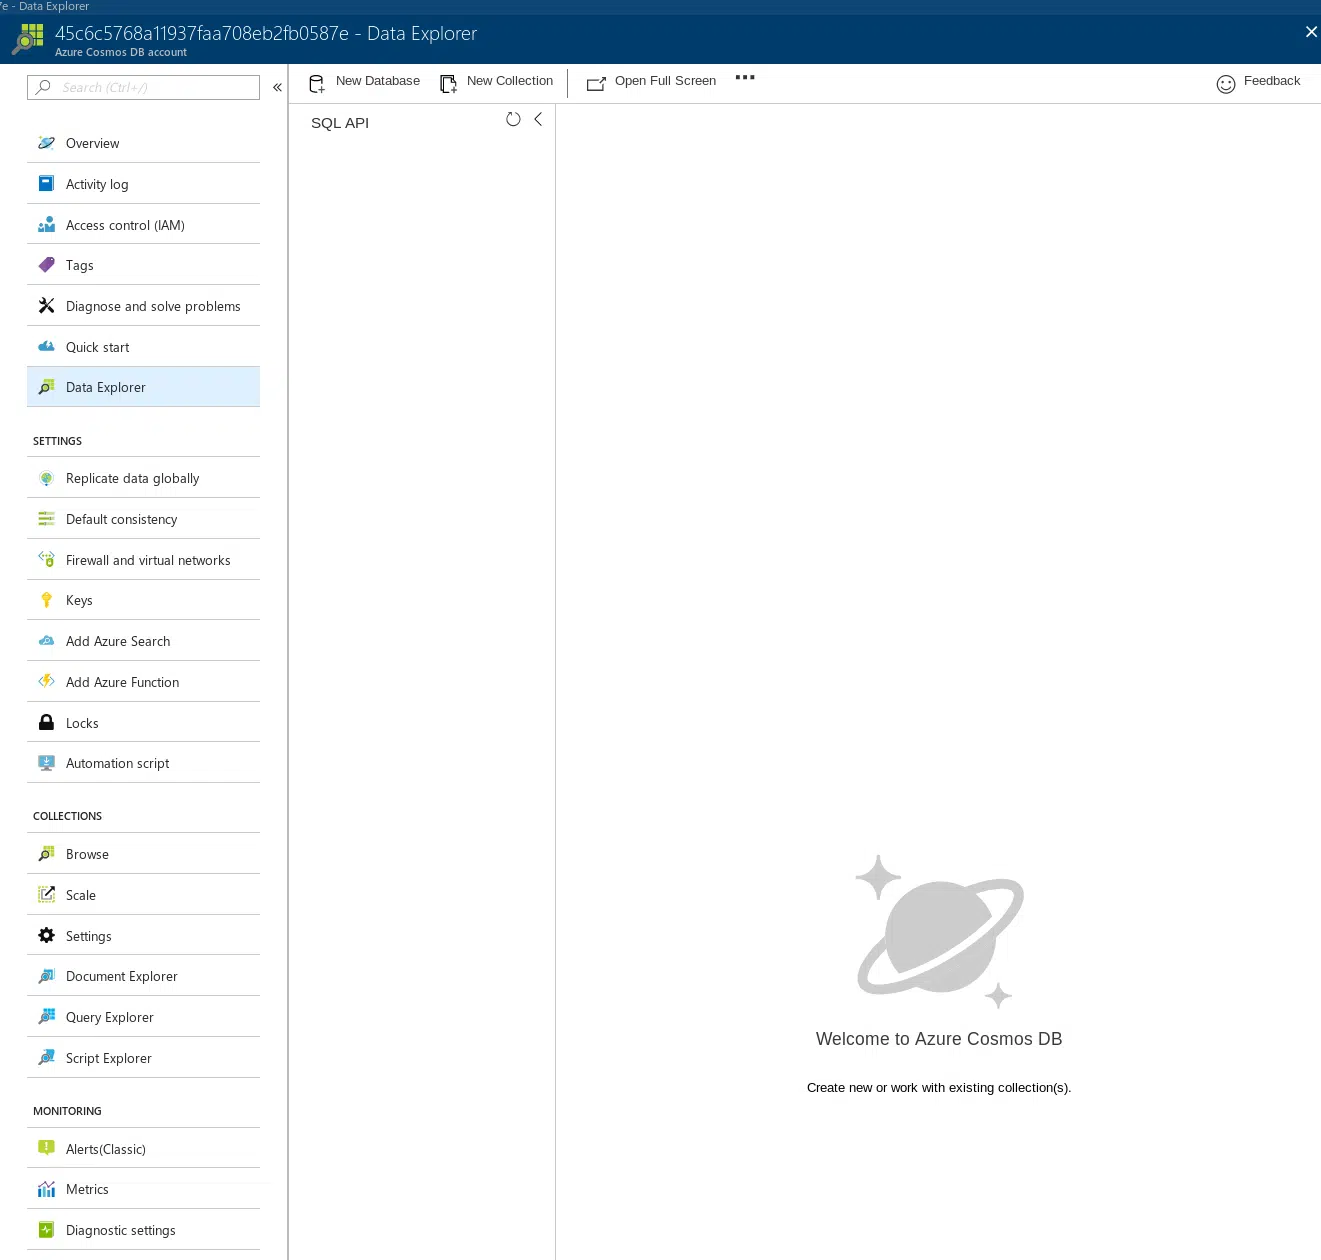 7e - Data Explorer
45c6c5768a11937faa708eb2fb0587e - Data Explorer
Azure Cosmos DB account
Search (Ctrl+/)
«
New Database
New Collection
Open Full Screen
Feedback
SQL API
Overview
Activity log
Access control (IAM)
Tags
Diagnose and solve problems
Quick start
Data Explorer
SETTINGS
Replicate data globally
Default consistency
Firewall and virtual networks
Keys
Add Azure Search
Add Azure Function
Locks
Automation script
COLLECTIONS
Browse
Scale
Settings
Document Explorer
Query Explorer
Script Explorer
MONITORING
Alerts(Classic)
Metrics
Diagnostic settings
Welcome to Azure Cosmos DB
Create new or work with existing collection(s).